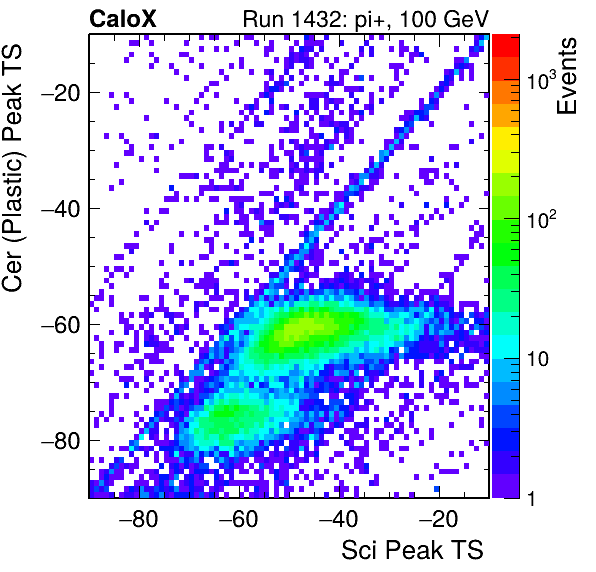 CaloX
Run 1432: pi+, 100 GeV
Cer (Plastic) Peak TS
−20
−40
−60
−80
−80
−60
−40
−20
Sci Peak TS
Events
10³
10²
10
1